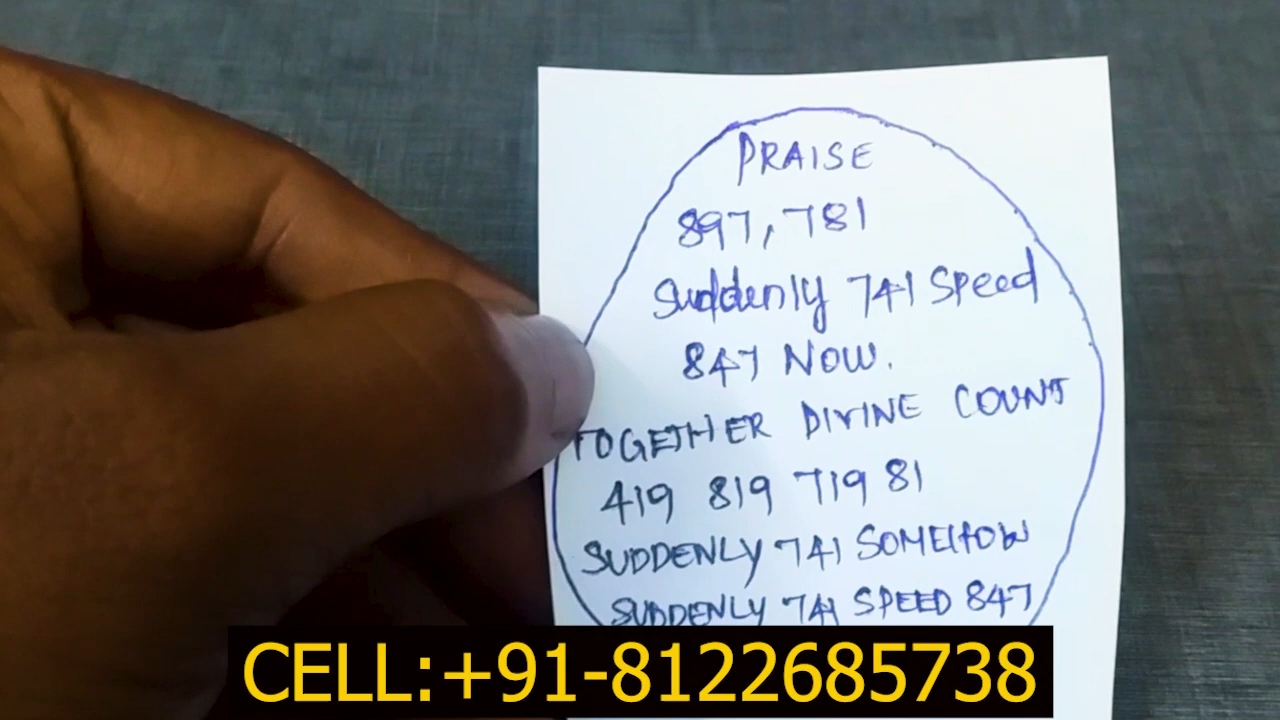 PRAISE
897, 781
Suddenly 741 Speed
847 NOW.
TOGETHER DIVINE COUNT
419 819 719 81
SUDDENLY 741 SOMEHOW
SUDDENLY 741 SPEED 847
CELL:+91-8122685738